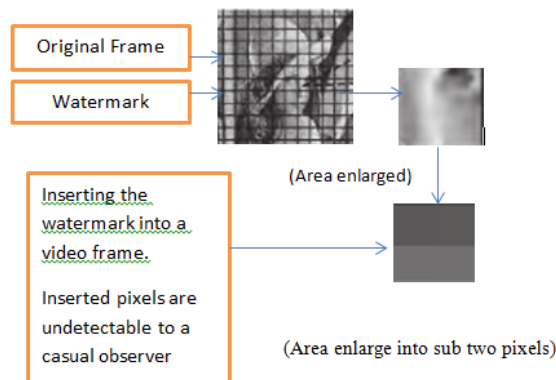 Original Frame
Watermark
(Area enlarged)
Inserting the
watermark into a
video frame.
Inserted pixels are
undetectable to a
casual observer
(Area enlarge into sub two pixels)